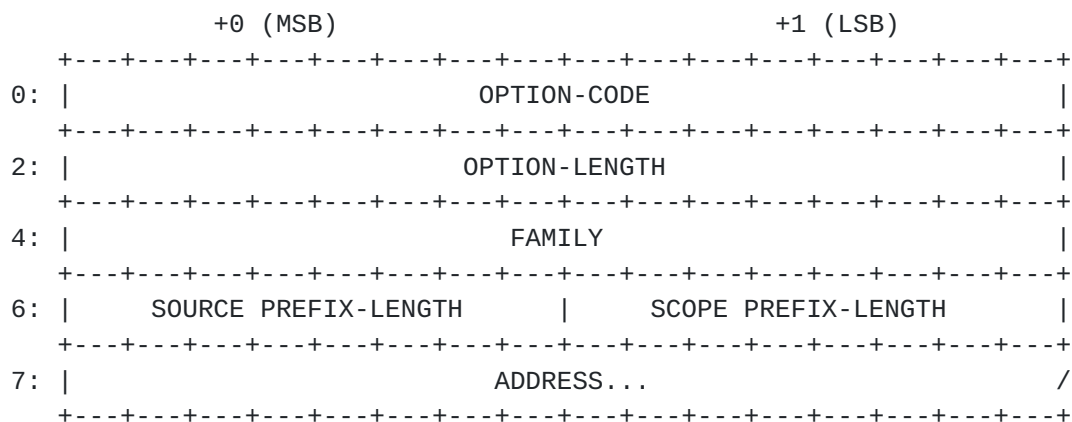 +0 (MSB)                            +1 (LSB)
   +---+---+---+---+---+---+---+---+---+---+---+---+---+---+---+---+
0: |                          OPTION-CODE                          |
   +---+---+---+---+---+---+---+---+---+---+---+---+---+---+---+---+
2: |                         OPTION-LENGTH                         |
   +---+---+---+---+---+---+---+---+---+---+---+---+---+---+---+---+
4: |                            FAMILY                             |
   +---+---+---+---+---+---+---+---+---+---+---+---+---+---+---+---+
6: |     SOURCE PREFIX-LENGTH      |     SCOPE PREFIX-LENGTH       |
   +---+---+---+---+---+---+---+---+---+---+---+---+---+---+---+---+
7: |                           ADDRESS...                          /
   +---+---+---+---+---+---+---+---+---+---+---+---+---+---+---+---+